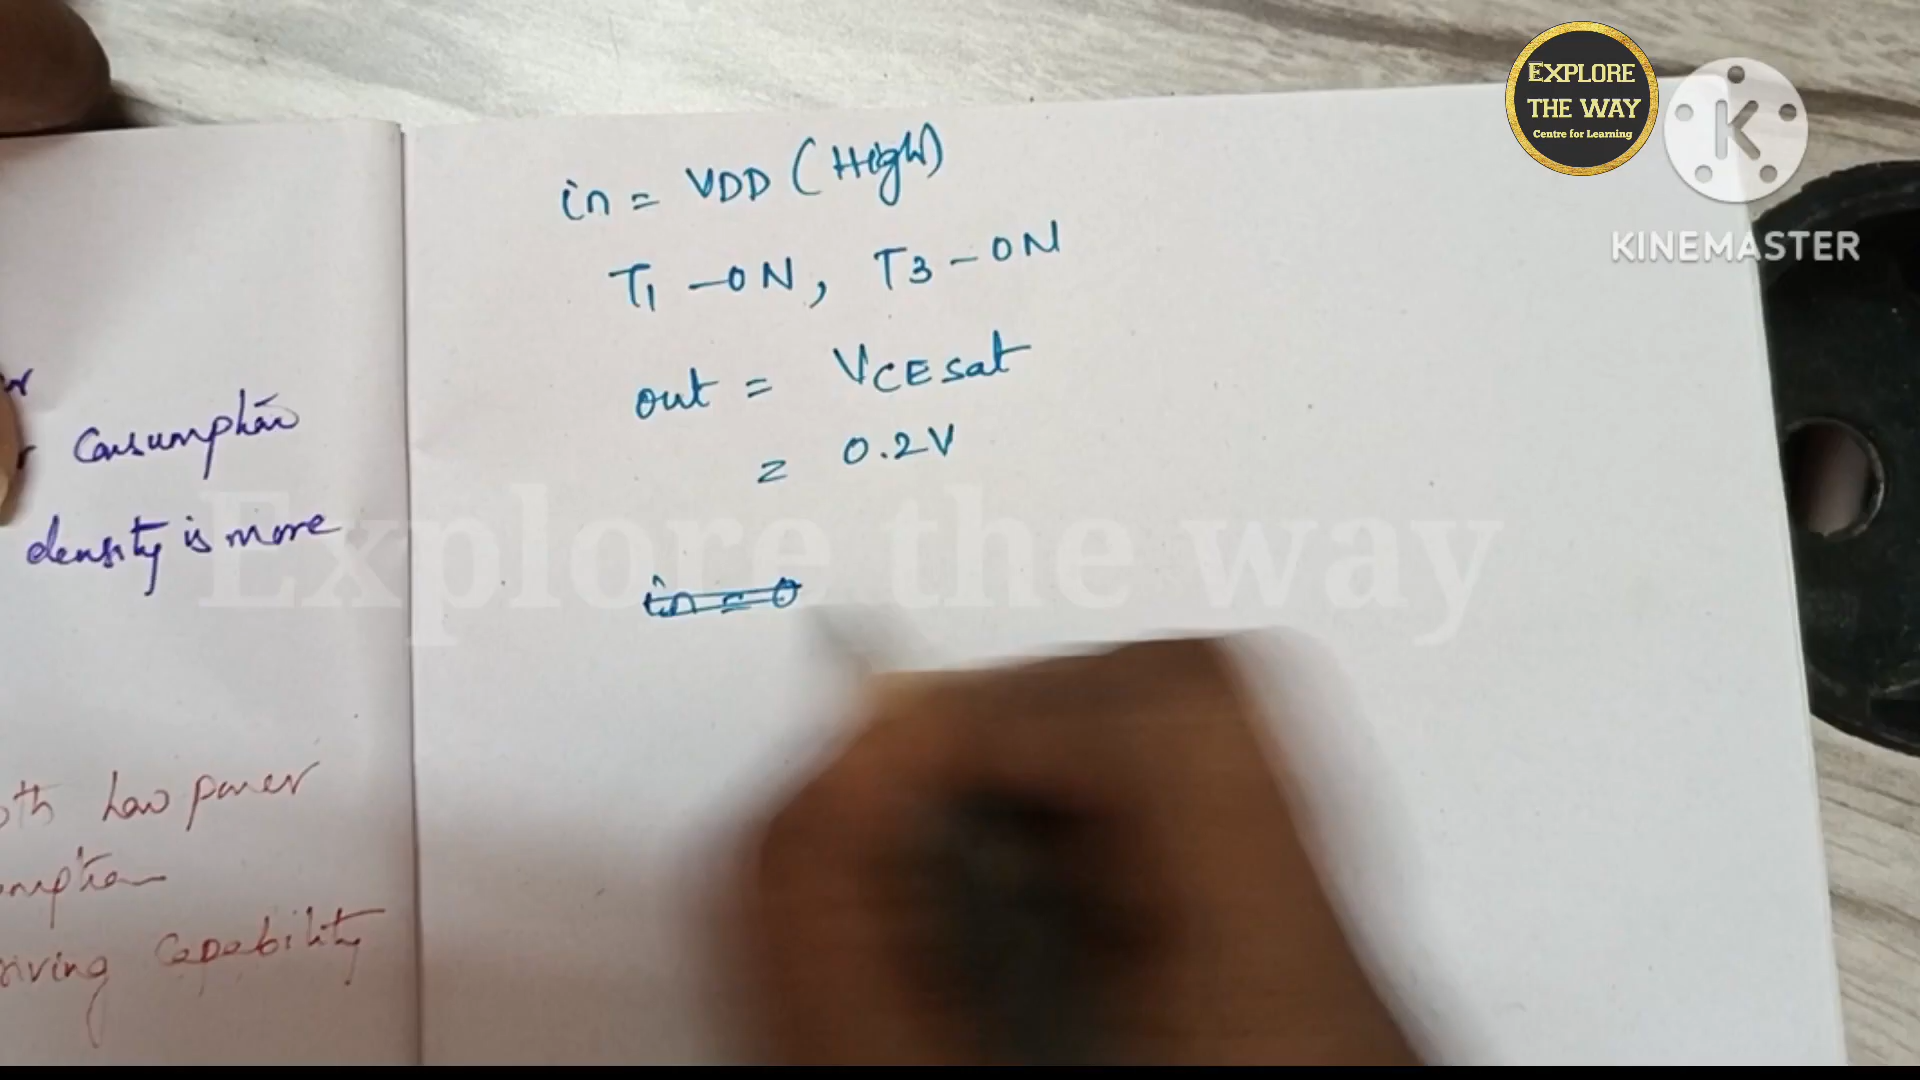 Consumption
density is more
Low power
capability
in = VDD (High)
T1 - ON, T3 - ON
out = VCEsat
= 0.2V
in = 0
EXPLORE
THE WAY
Centre for Learning
K
KINEMASTER
Explore the way